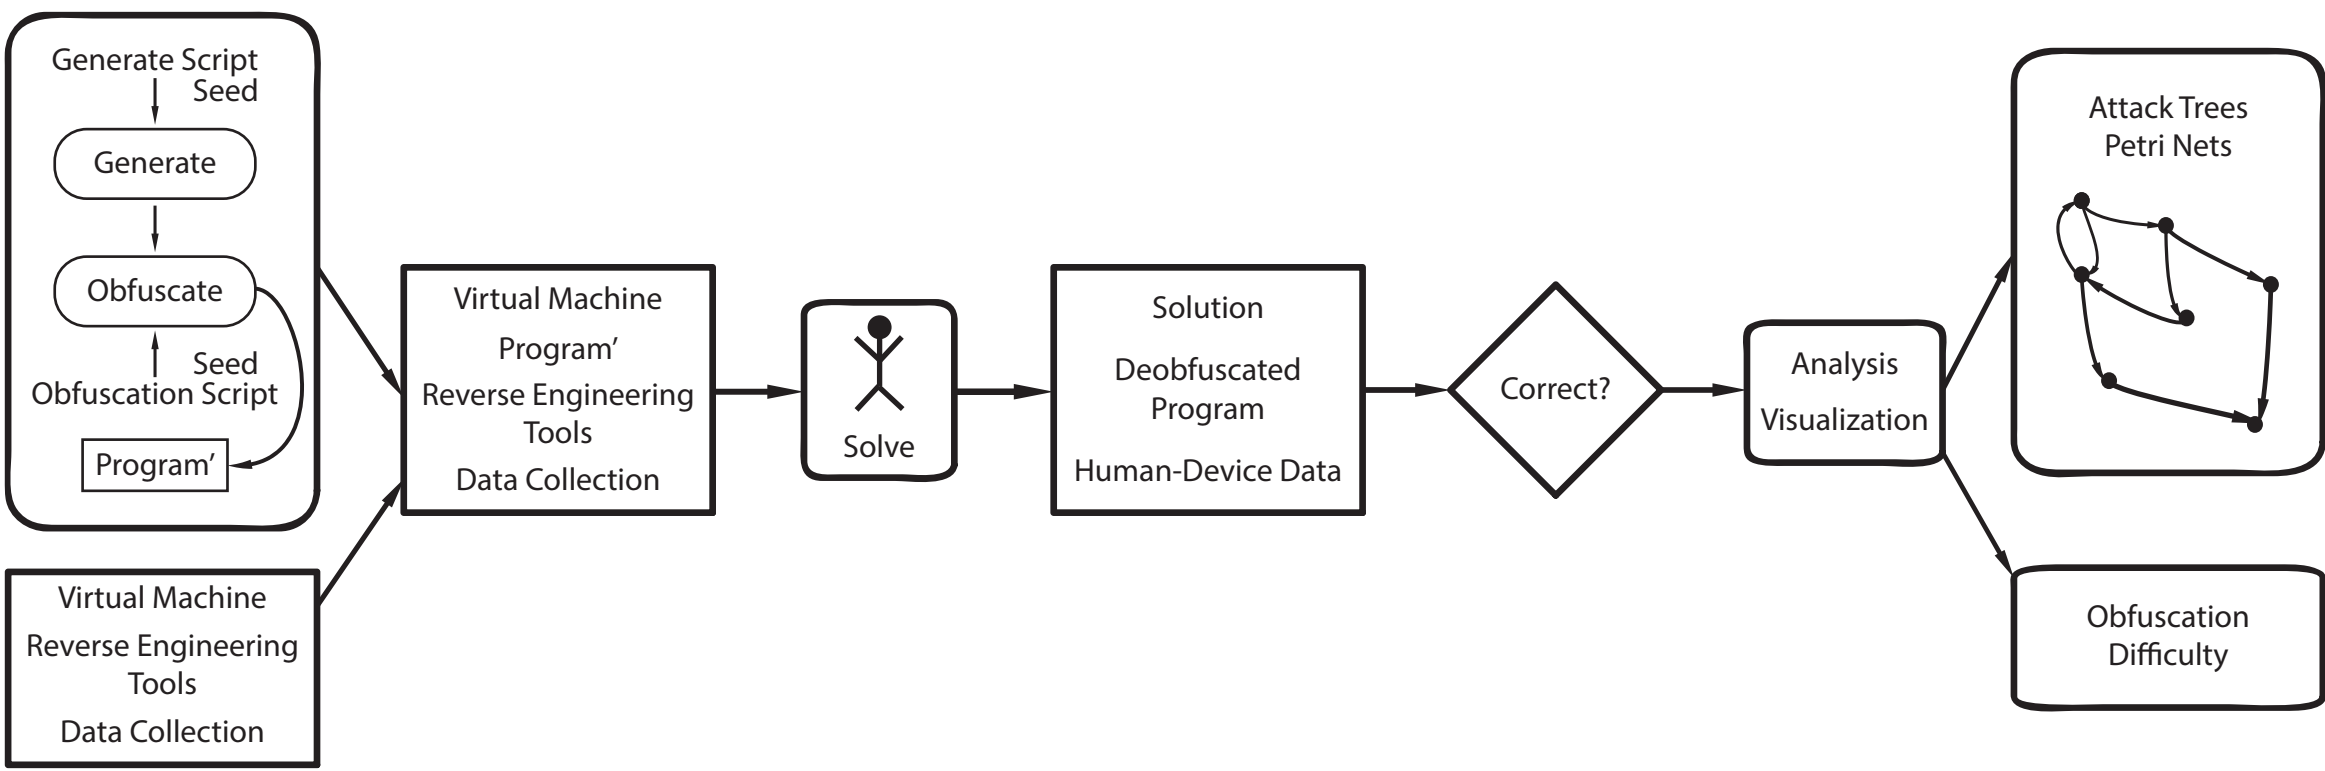 Generate Script
Seed
Generate
Obfuscate
Seed
Obfuscation Script
Program′
Virtual Machine
Reverse Engineering
Tools
Data Collection
Virtual Machine
Program′
Reverse Engineering
Tools
Data Collection
Solve
Solution
Deobfuscated
Program
Human-Device Data
Correct?
Analysis
Visualization
Attack Trees
Petri Nets
Obfuscation
Difficulty